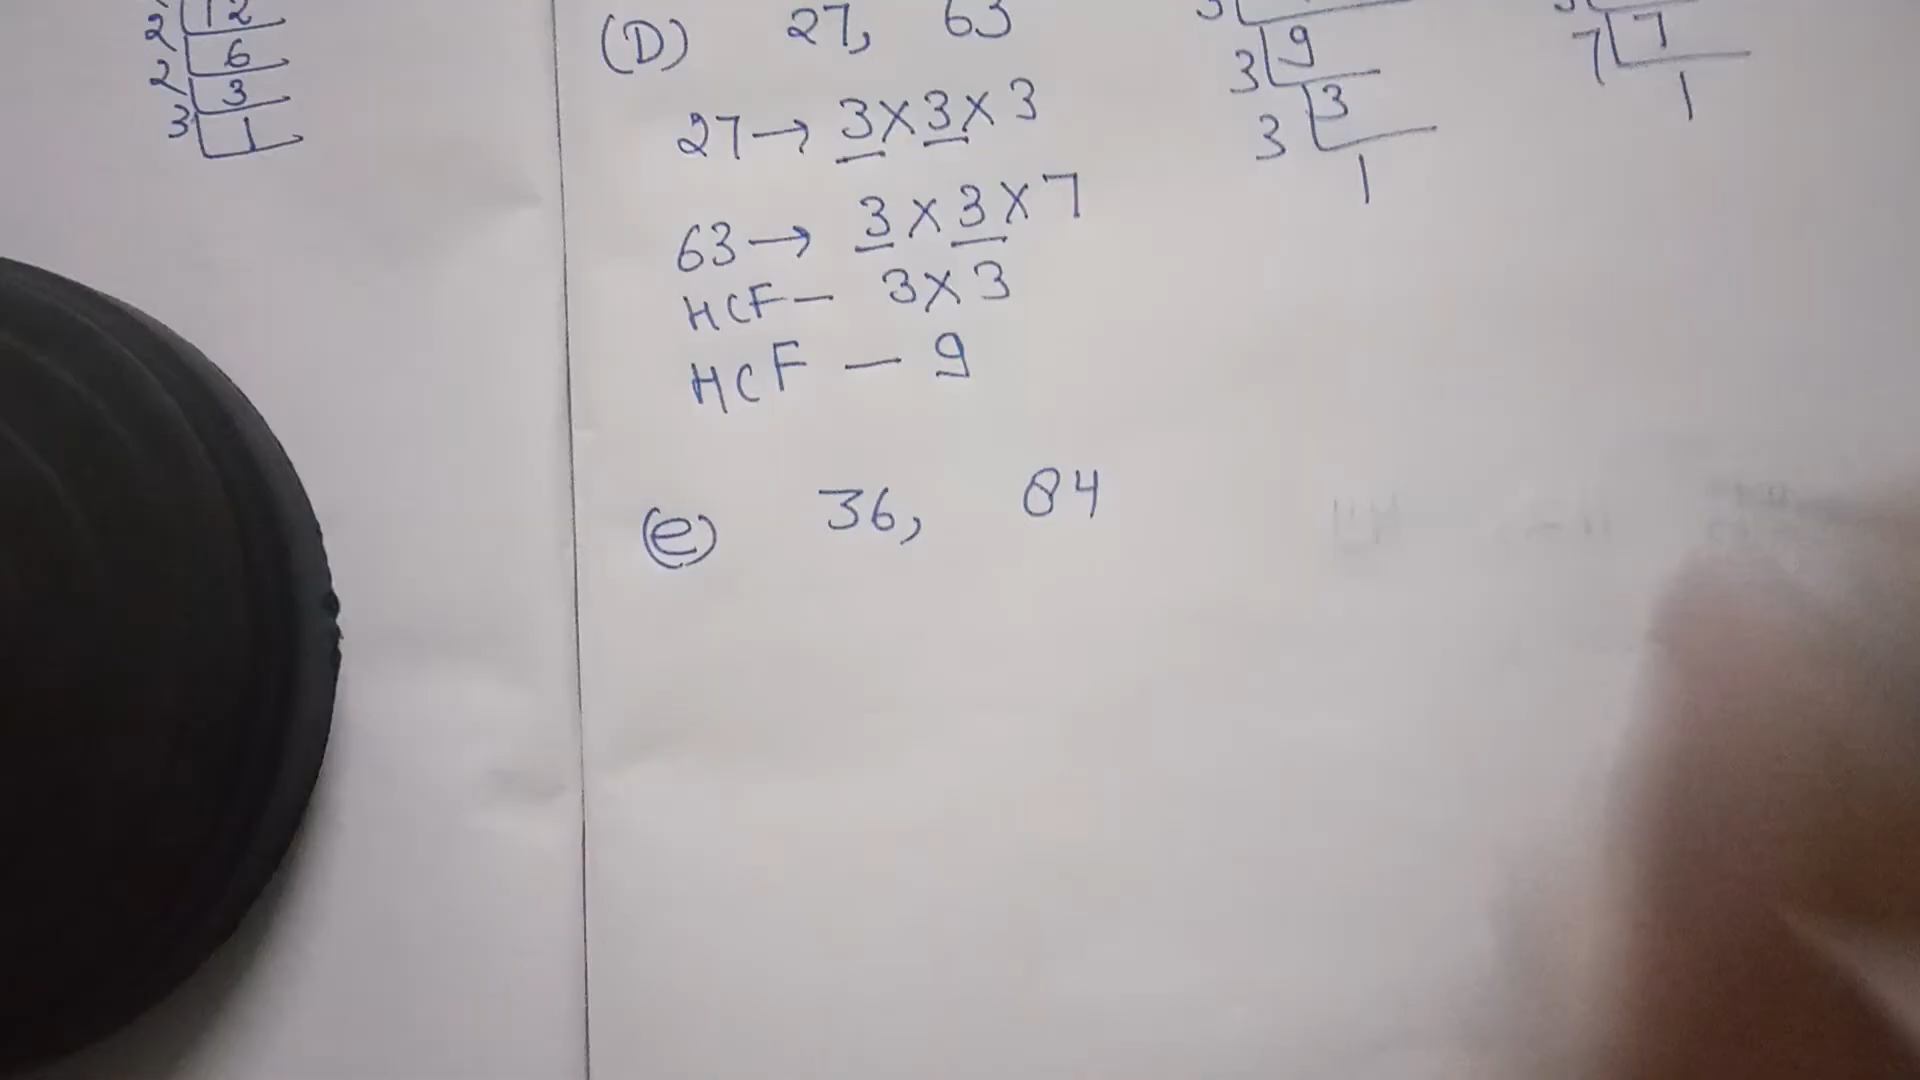 2 12
2 6
2 3
3 1
(D) 27, 63
27→ 3×3×3
63→ 3×3×7
HCF— 3×3
HCF — 9
3 9
3 3
1
7 7
1
(e) 36, 84